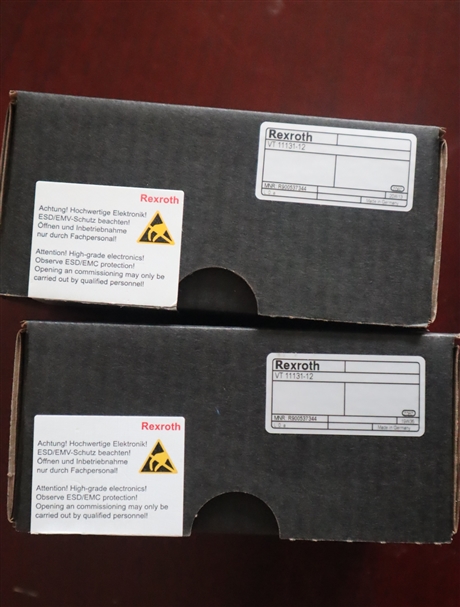 Rexroth
VT 11131-12
MNR R900537344
Made in Germany
Rexroth
Achtung! Hochwertige Elektronik!
ESD/EMV-Schutz beachten!
Öffnen und Inbetriebnahme
nur durch Fachpersonal!
Attention! High-grade electronics!
Observe ESD/EMC protection!
Opening an commissioning may only be
carried out by qualified personnel!
Rexroth
VT 11131-12
MNR R900537344
Made in Germany
Rexroth
Achtung! Hochwertige Elektronik!
ESD/EMV-Schutz beachten!
Öffnen und Inbetriebnahme
nur durch Fachpersonal!
Attention! High-grade electronics!
Observe ESD/EMC protection!
Opening an commissioning may only be
carried out by qualified personnel!